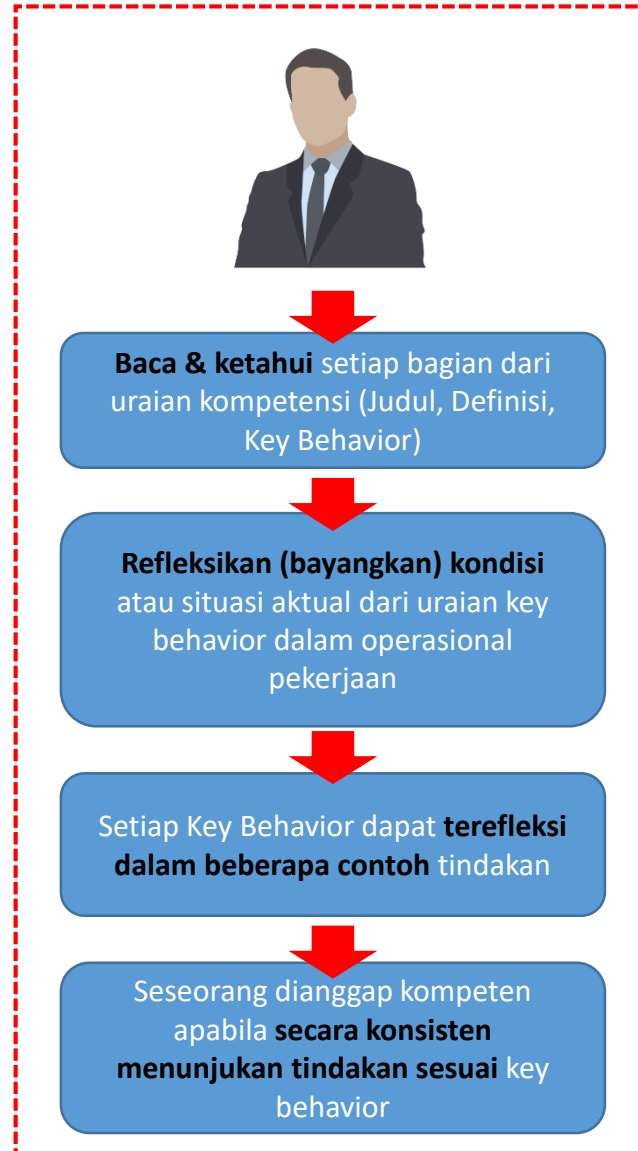 Baca & ketahui setiap bagian dari
uraian kompetensi (Judul, Definisi,
Key Behavior)
Refleksikan (bayangkan) kondisi
atau situasi aktual dari uraian key
behavior dalam operasional
pekerjaan
Setiap Key Behavior dapat terefleksi
dalam beberapa contoh tindakan
Seseorang dianggap kompeten
apabila secara konsisten
menunjukan tindakan sesuai key
behavior